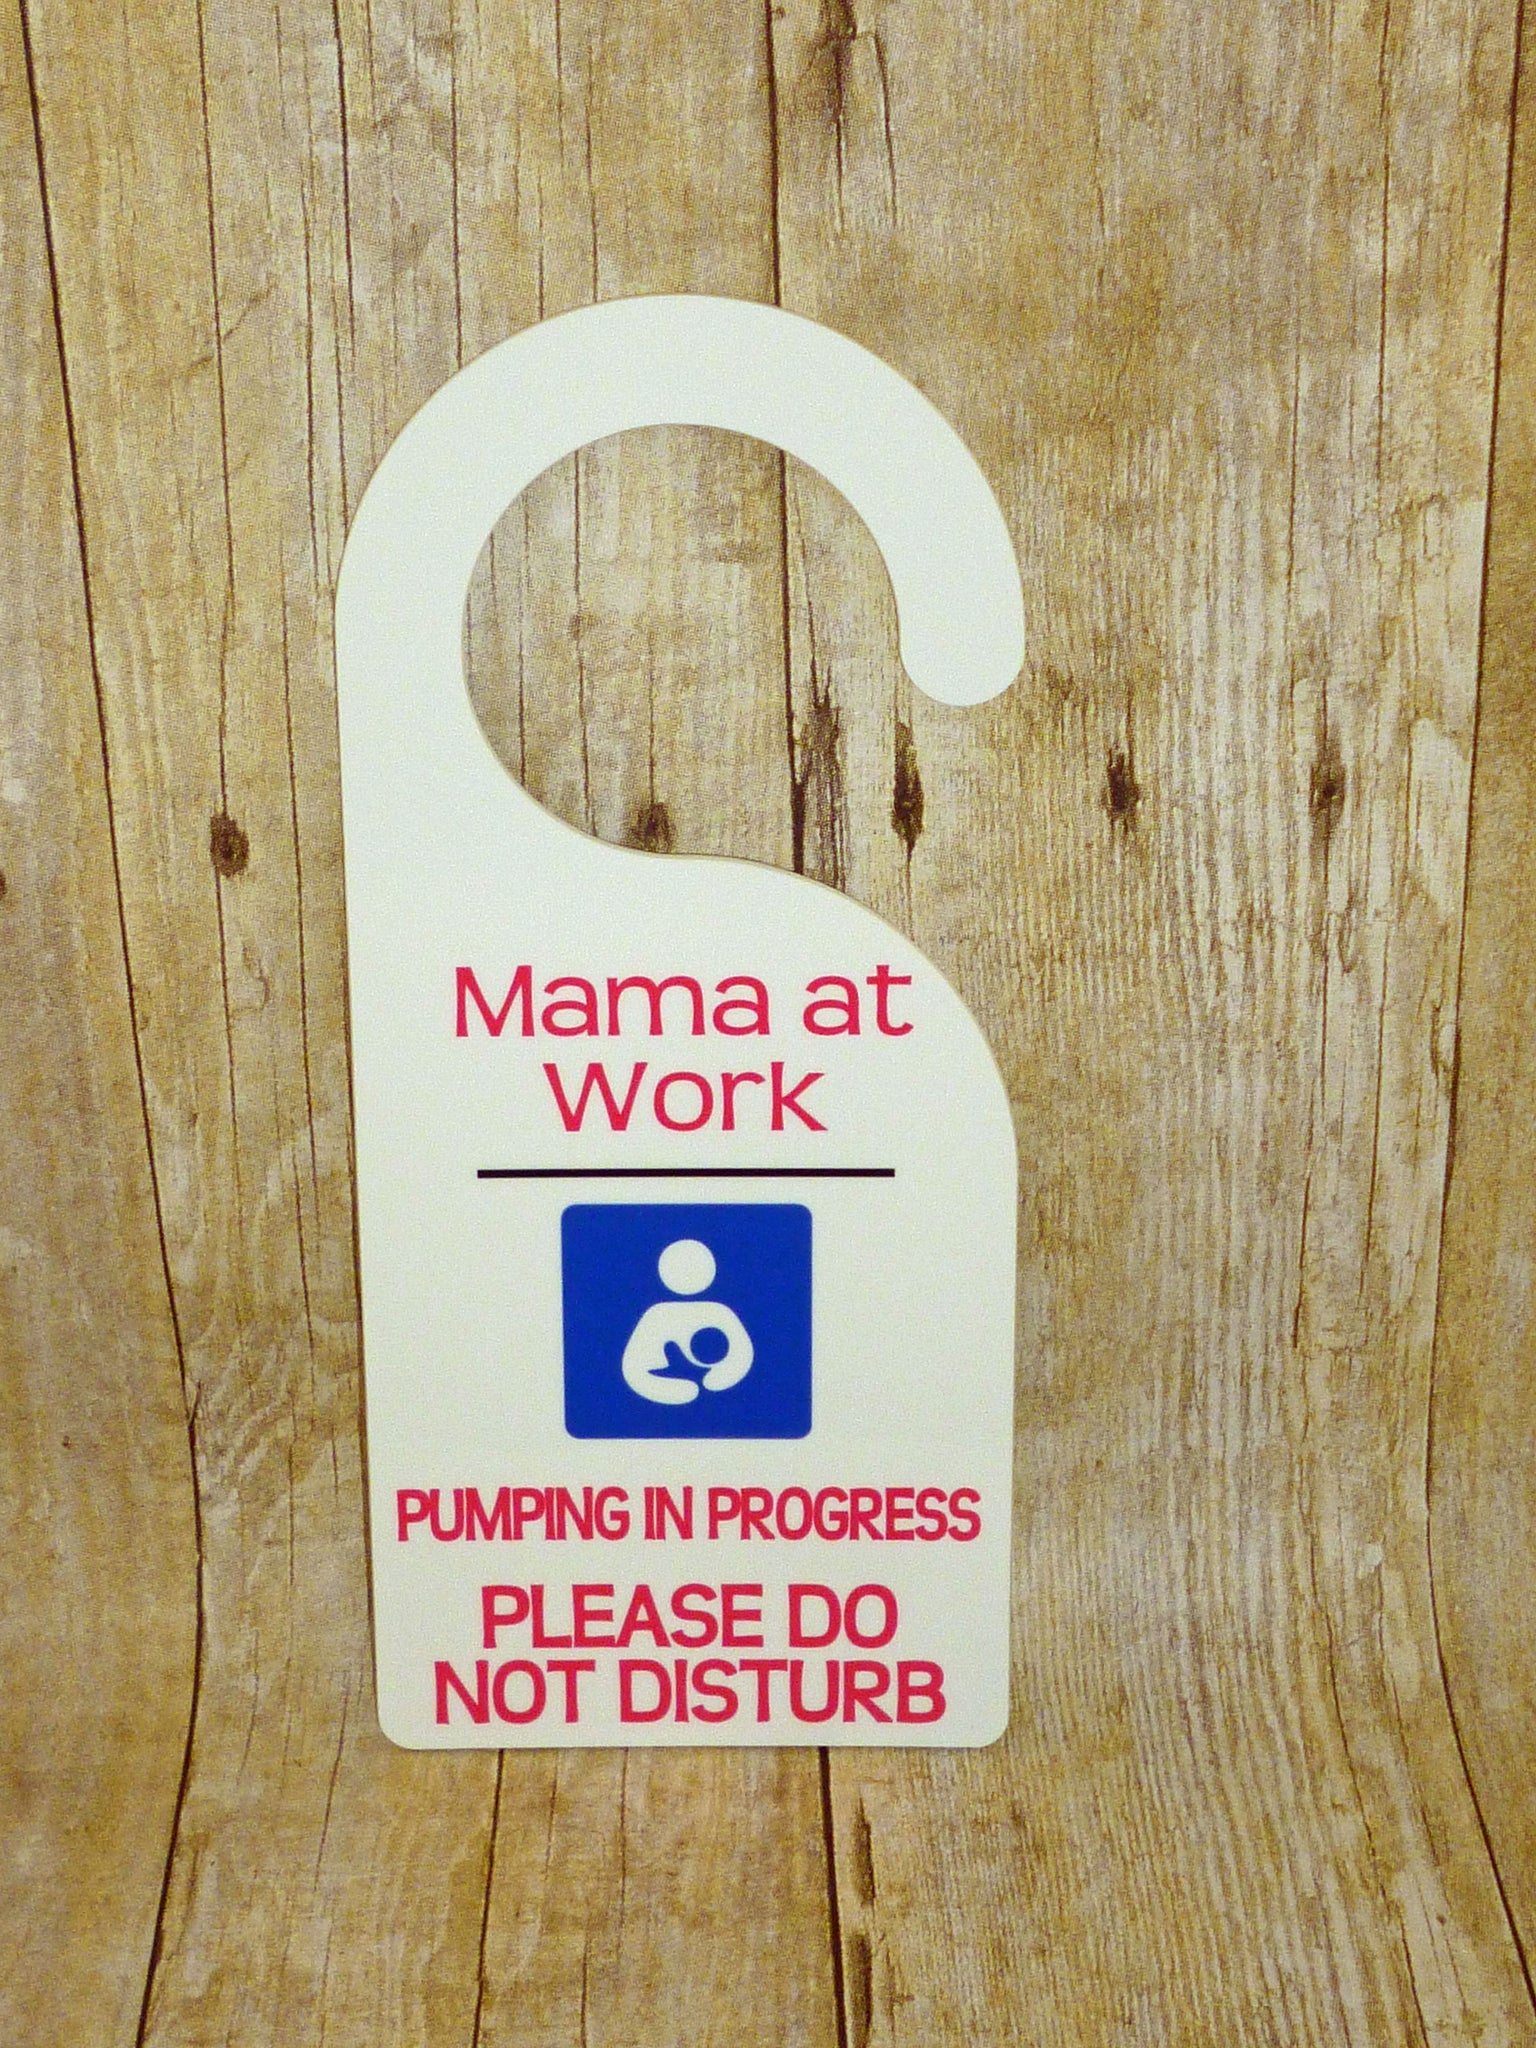 Mama at
Work
PUMPING IN PROGRESS
PLEASE DO
NOT DISTURB